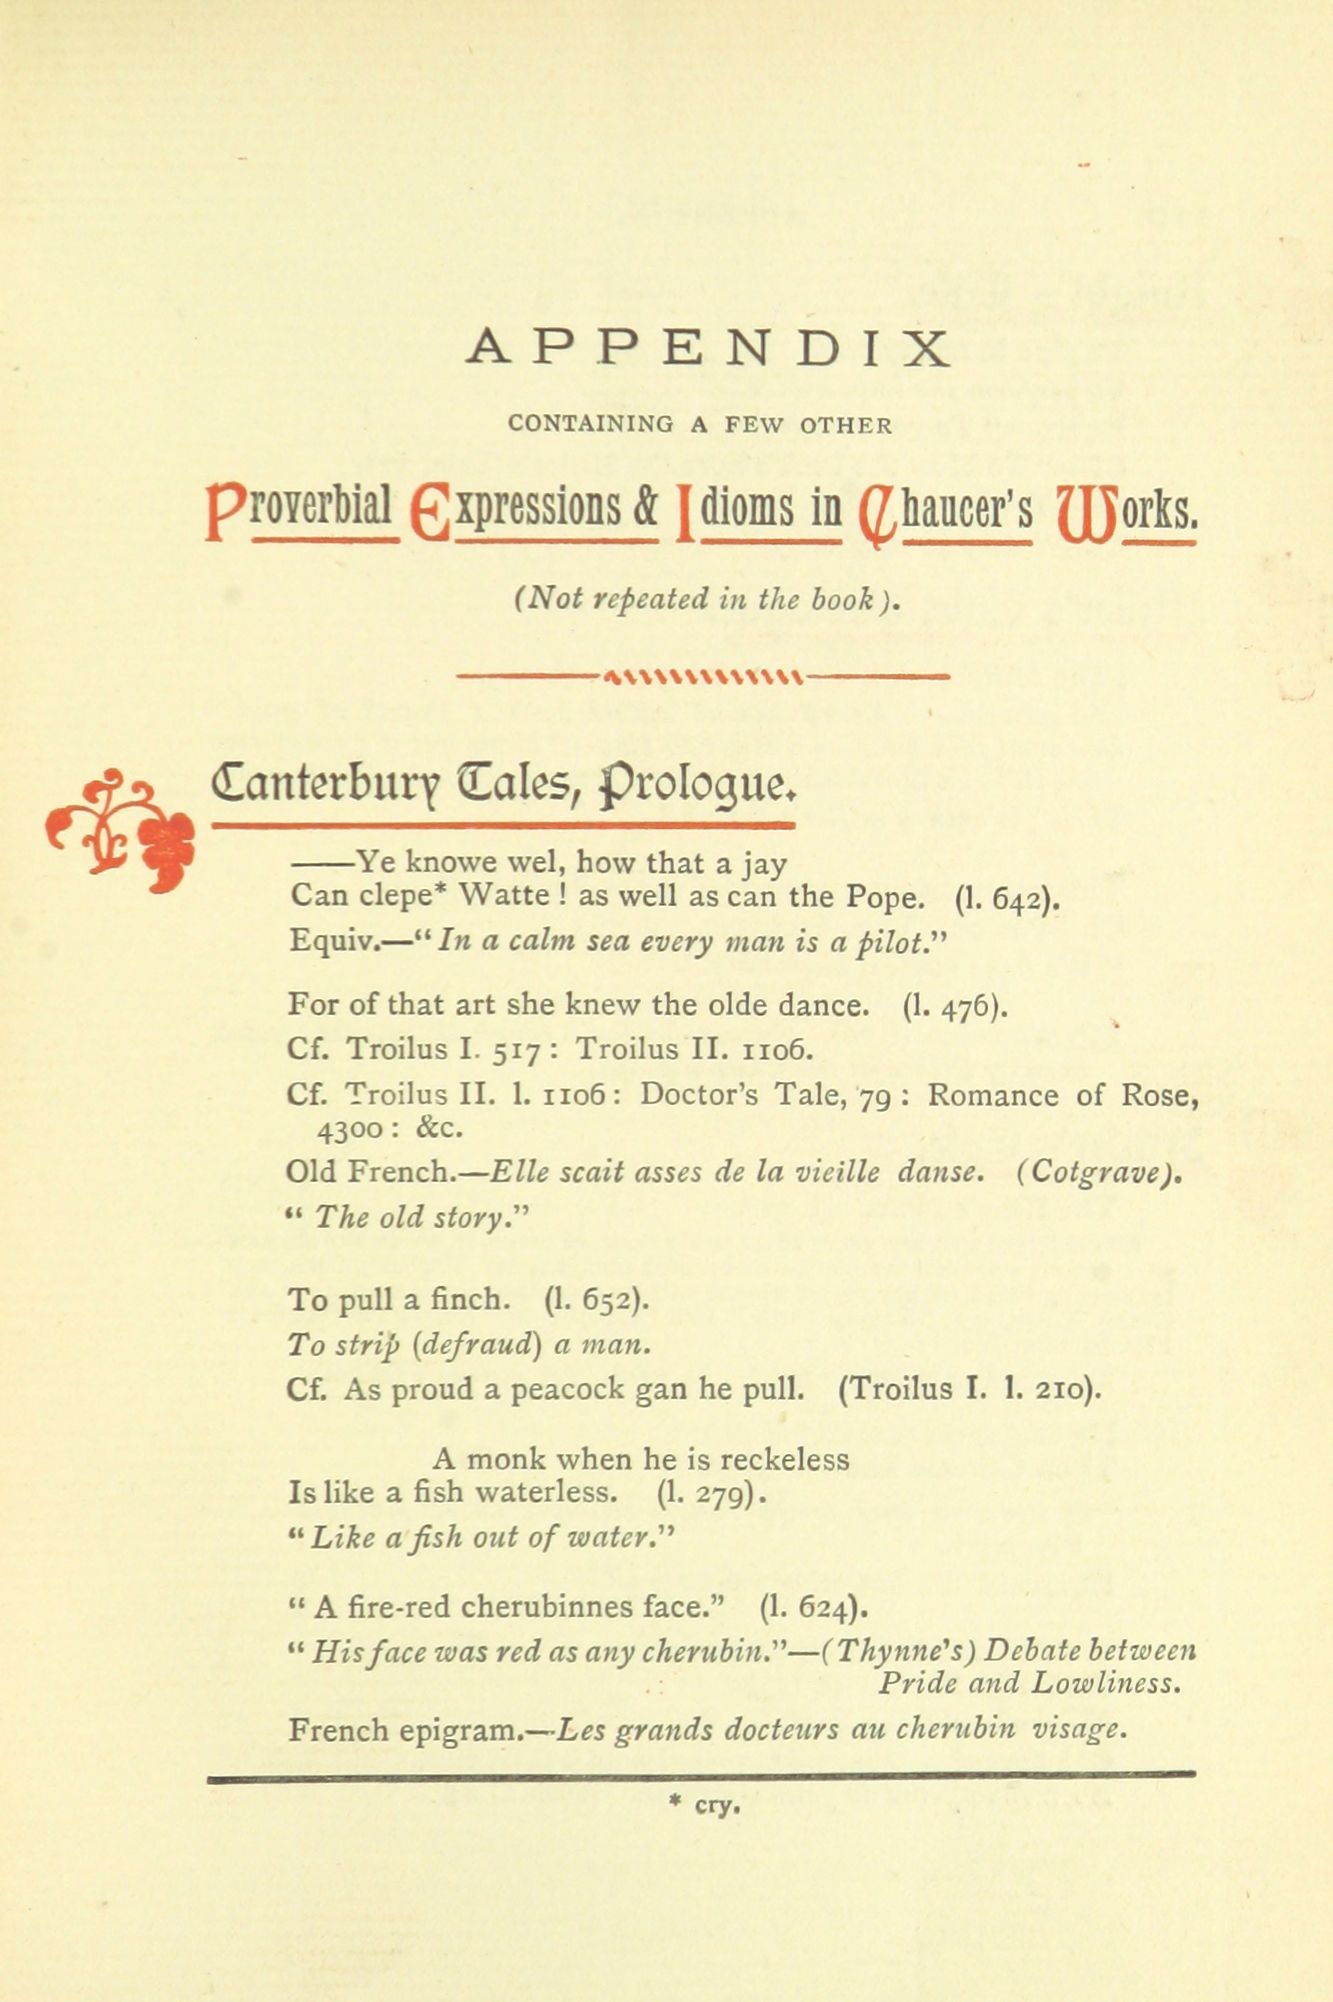 APPENDIX
CONTAINING A FEW OTHER
Proverbial Expressions & Idioms in Chaucer's Works.
(Not repeated in the book).
Canterbury Tales, Prologue.
——Ye knowe wel, how that a jay
Can clepe* Watte ! as well as can the Pope. (l. 642).
Equiv.—“In a calm sea every man is a pilot.”
For of that art she knew the olde dance. (l. 476).
Cf. Troilus I. 517 : Troilus II. 1106.
Cf. Troilus II. l. 1106 : Doctor's Tale, 79 : Romance of Rose,
4300 : &c.
Old French.—Elle scait asses de la vieille danse. (Cotgrave).
“ The old story.”
To pull a finch. (l. 652).
To strip (defraud) a man.
Cf. As proud a peacock gan he pull. (Troilus I. l. 210).
A monk when he is reckeless
Is like a fish waterless. (l. 279).
“Like a fish out of water.”
“ A fire-red cherubinnes face.” (l. 624).
“His face was red as any cherubin.”—(Thynne's) Debate between
Pride and Lowliness.
French epigram.—Les grands docteurs au cherubin visage.
* cry.